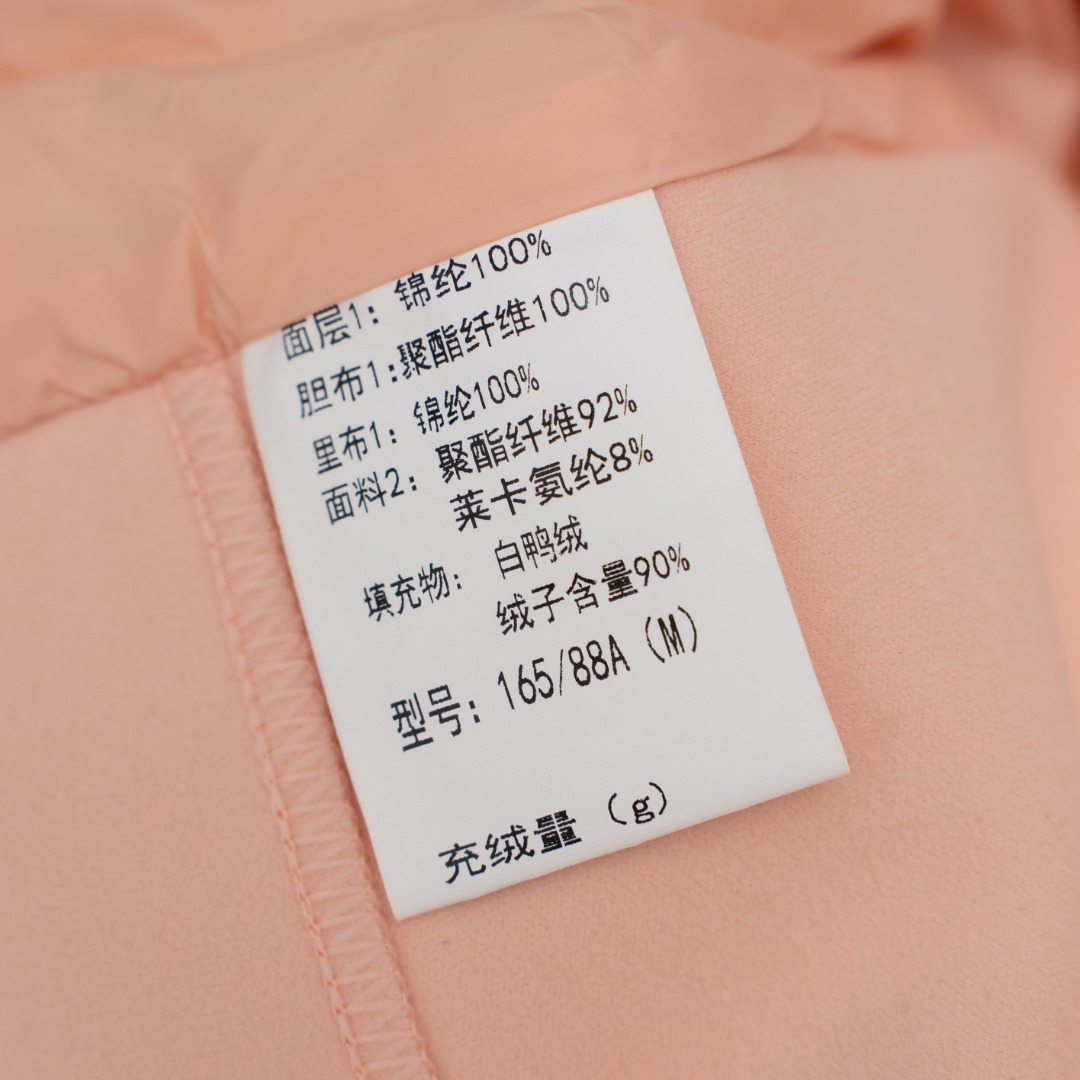 面层1: 锦纶100%
胆布1:聚酯纤维100%
里布1: 锦纶100%
面料2: 聚酯纤维92%
莱卡氨纶8%
填充物: 白鸭绒
绒子含量90%
型号: 165/88A (M)
充绒量 (g)